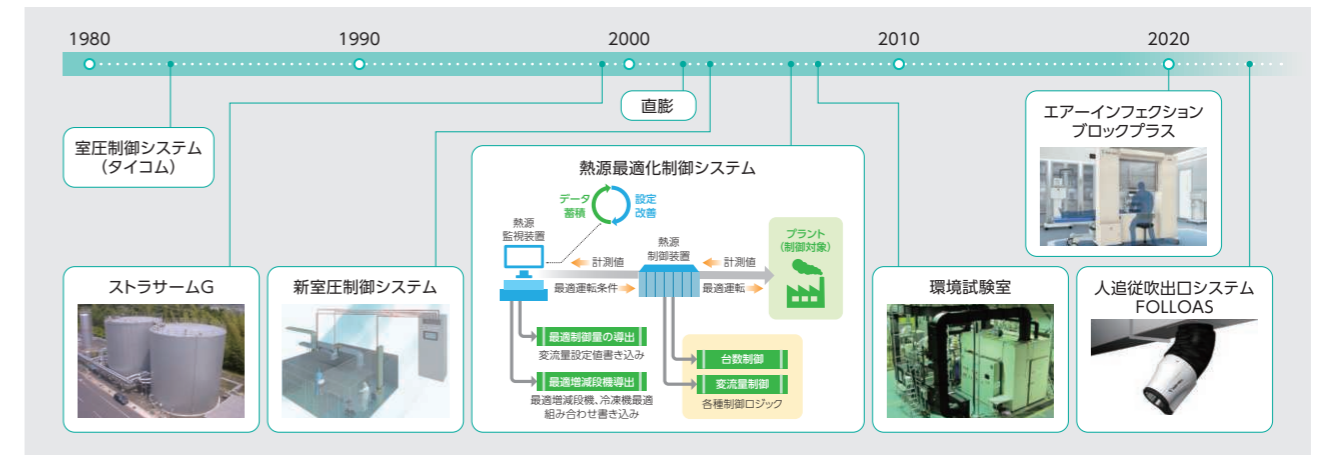 1980
1990
2000
2010
2020
室圧制御システム
(タイコム)
直膨
エアーインフェクション
ブロックプラス
熱源最適化制御システム
データ
蓄積
設定
改善
熱源
監視装置
熱源
制御装置
プラント
(制御対象)
計測値
計測値
最適運転条件
最適運転
最適制御量の導出
変流量設定値書き込み
最適増減段機導出
最適増減段機、冷凍機最適
組み合わせ書き込み
台数制御
変流量制御
各種制御ロジック
ストラサームG
新室圧制御システム
環境試験室
人追従吹出口システム
FOLLOAS